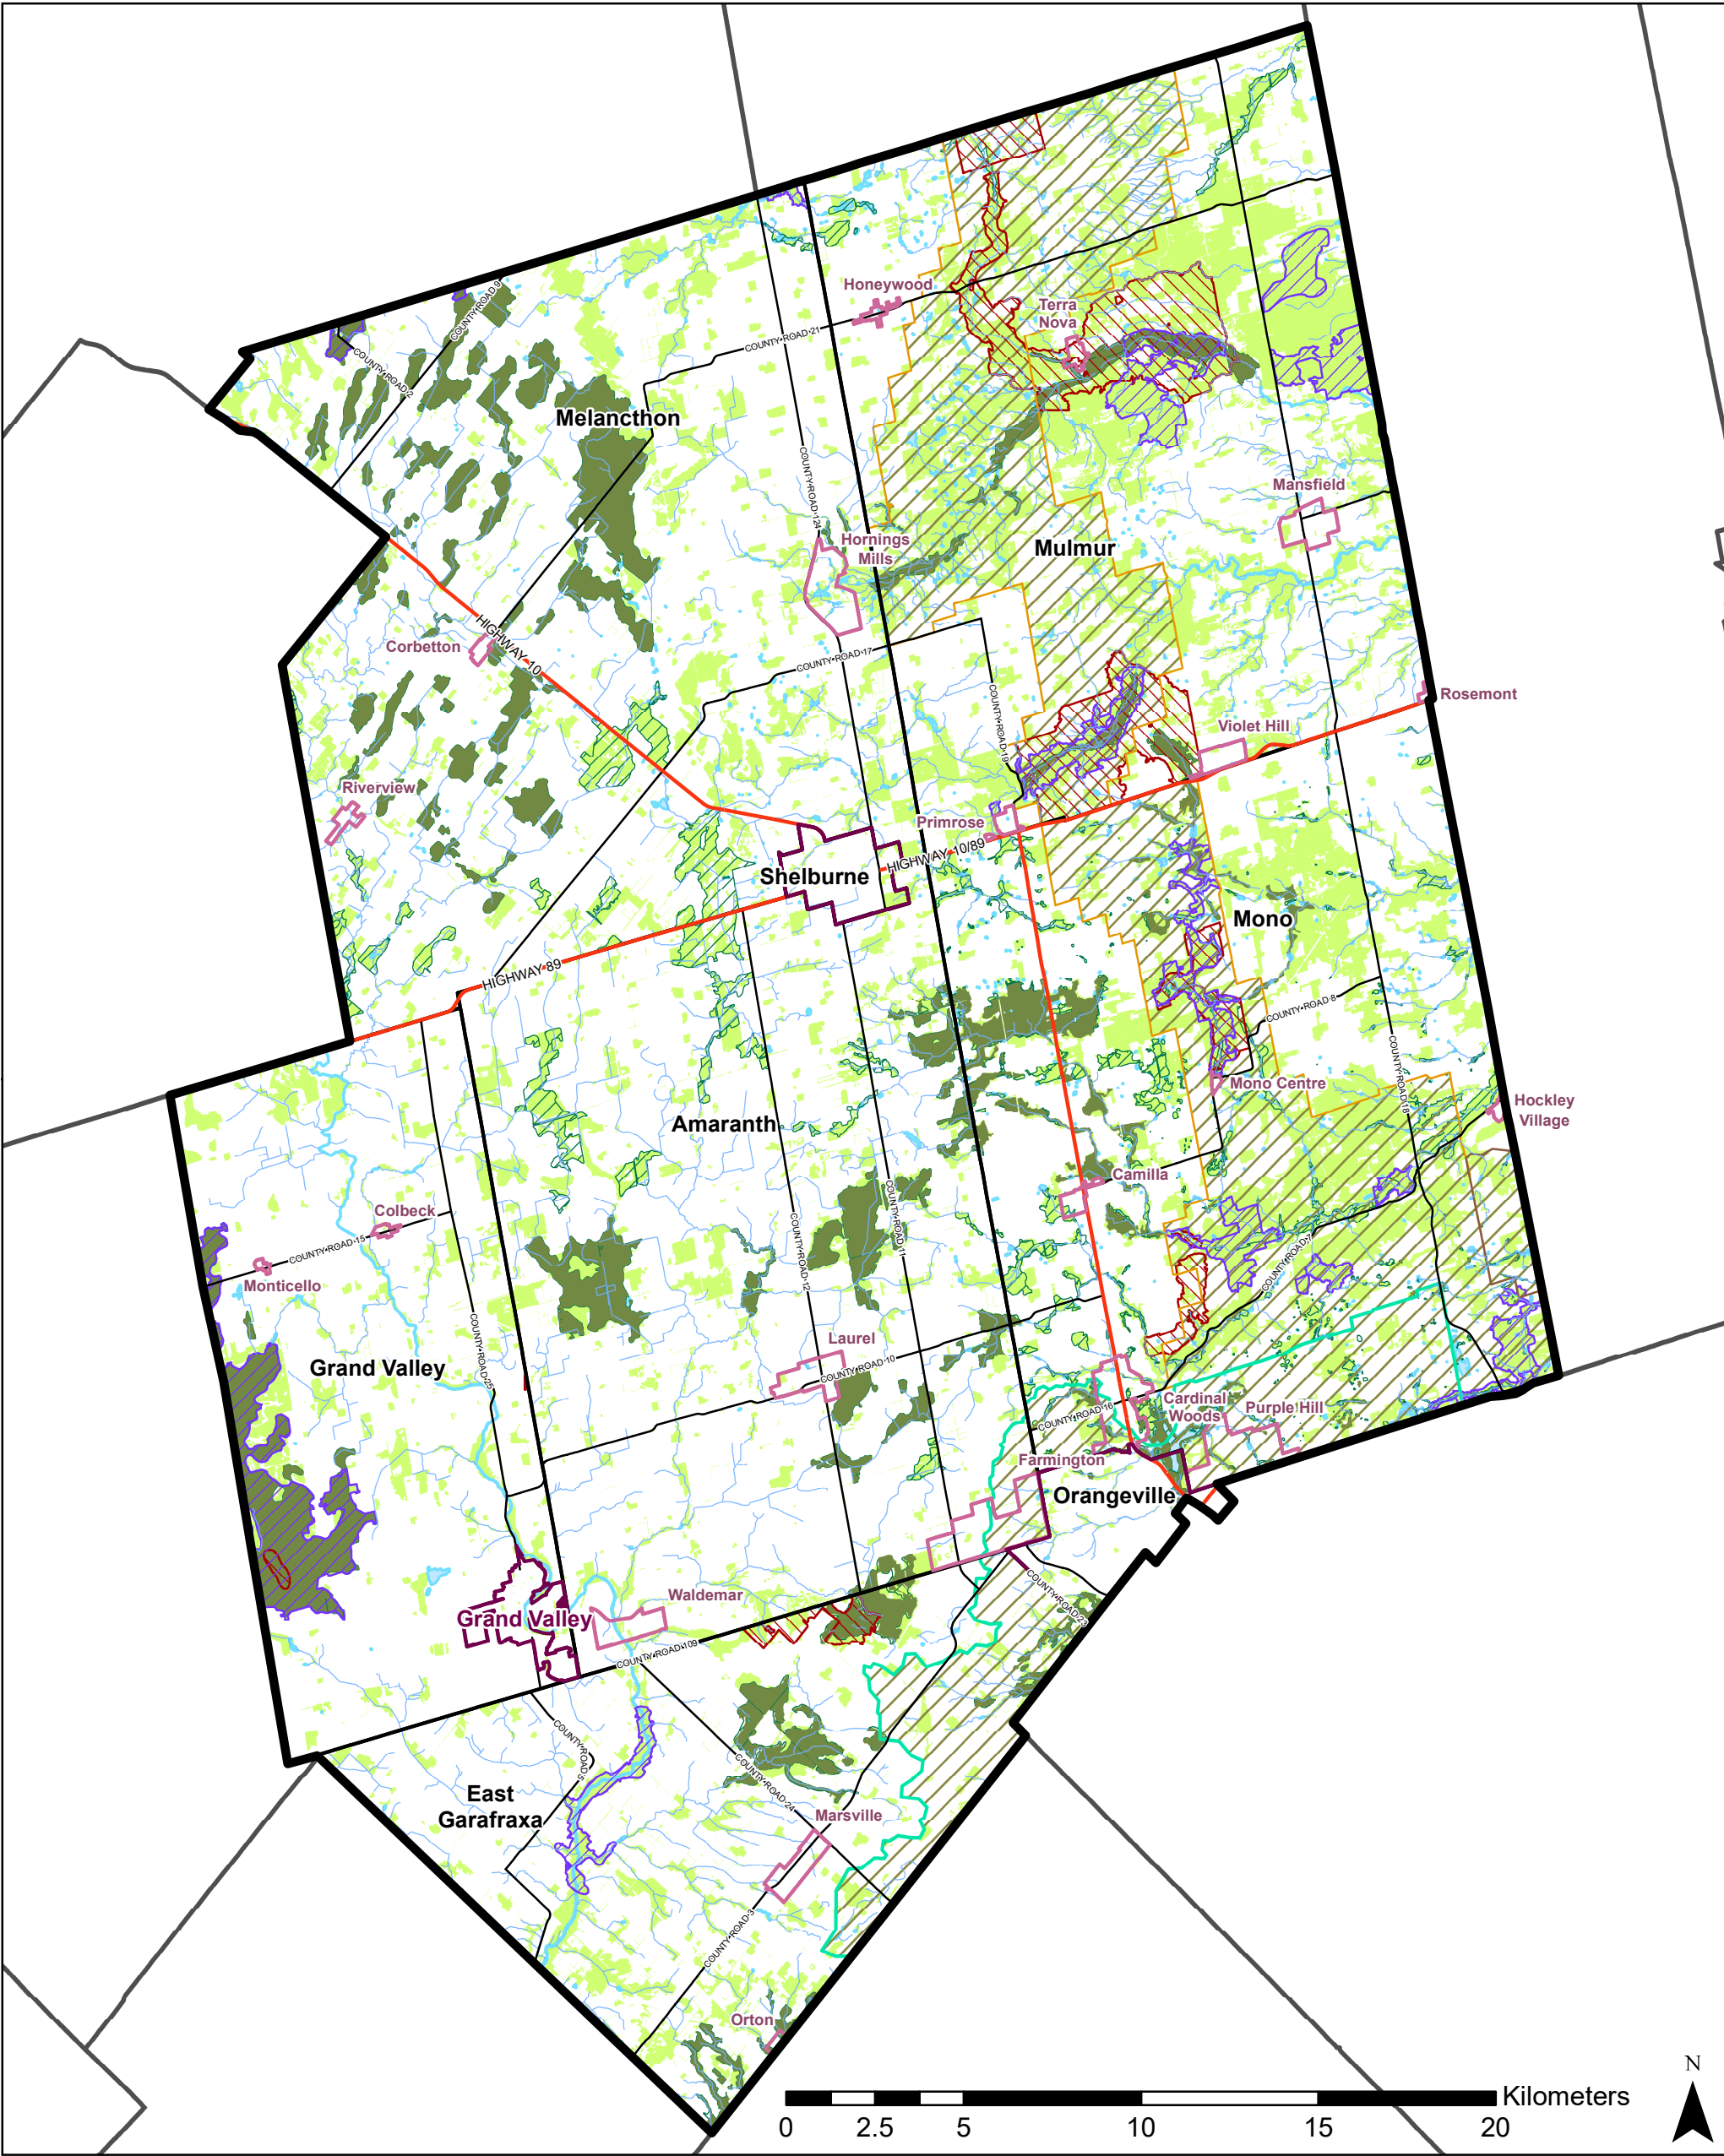 COUNTY ROAD 9
Honeywood
Terra
Nova
COUNTY ROAD 21
COUNTY ROAD 2
Melancthon
COUNTY ROAD 124
Mansfield
Hornings
Mills
Mulmur
HIGHWAY 10
Corbetton
COUNTY ROAD 17
COUNTY ROAD 19
Rosemont
Violet Hill
Riverview
Primrose
HIGHWAY 10/89
Shelburne
Mono
HIGHWAY 89
COUNTY ROAD 8
COUNTY ROAD 18
Mono Centre
Hockley
Village
Amaranth
Camilla
COUNTY ROAD 11
Colbeck
COUNTY ROAD 15
COUNTY ROAD 12
COUNTY ROAD 7
Monticello
COUNTY ROAD 25
Laurel
Grand Valley
COUNTY ROAD 10
Cardinal
Woods
Purple Hill
COUNTY ROAD 16
Farmington
Orangeville
COUNTY ROAD 23
Waldemar
Grand Valley
COUNTY ROAD 109
COUNTY ROAD 5
COUNTY ROAD 24
East
Garafraxa
Marsville
COUNTY ROAD 3
Orton
N
Kilometers
0 2.5 5 10 15 20